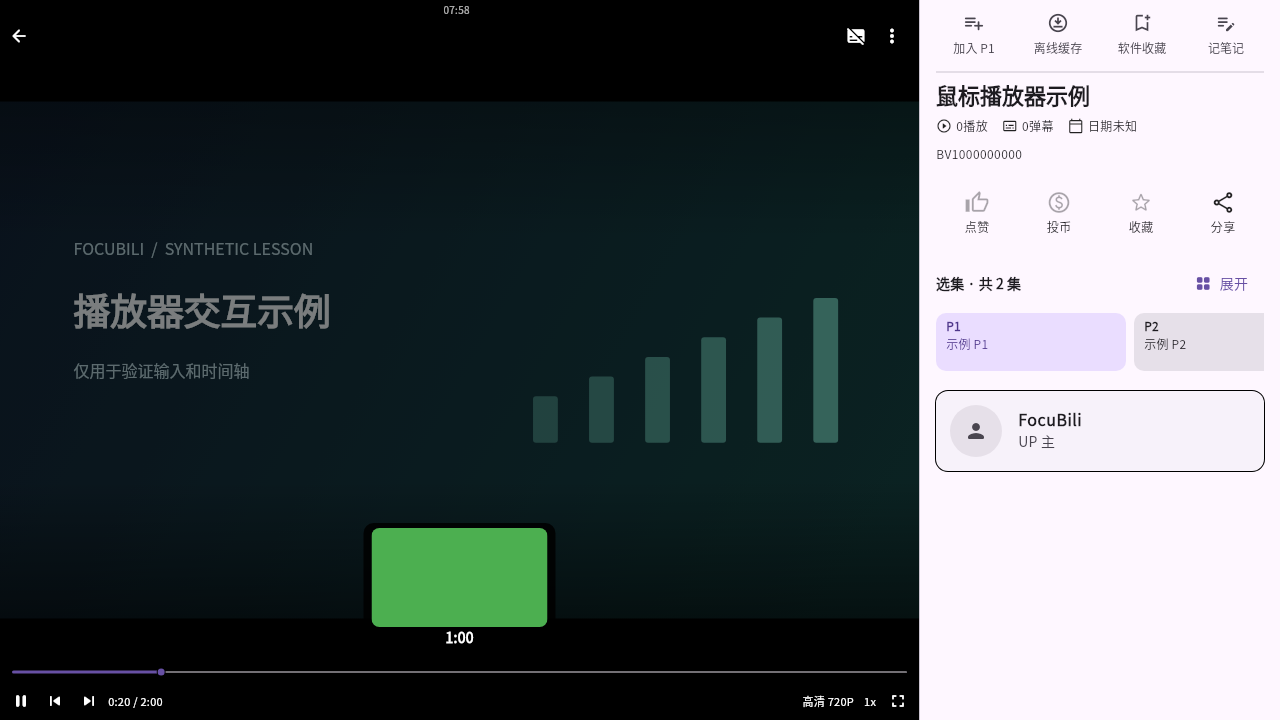 07:58
FOCUBILI / SYNTHETIC LESSON
播放器交互示例
仅用于验证输入和时间轴
1:00
0:20 / 2:00
高清 720P
1x
加入 P1
离线缓存
软件收藏
记笔记
鼠标播放器示例
0播放
0弹幕
日期未知
BV1000000000
点赞
投币
收藏
分享
选集 · 共 2 集
展开
P1
示例 P1
P2
示例 P2
FocuBili
UP 主